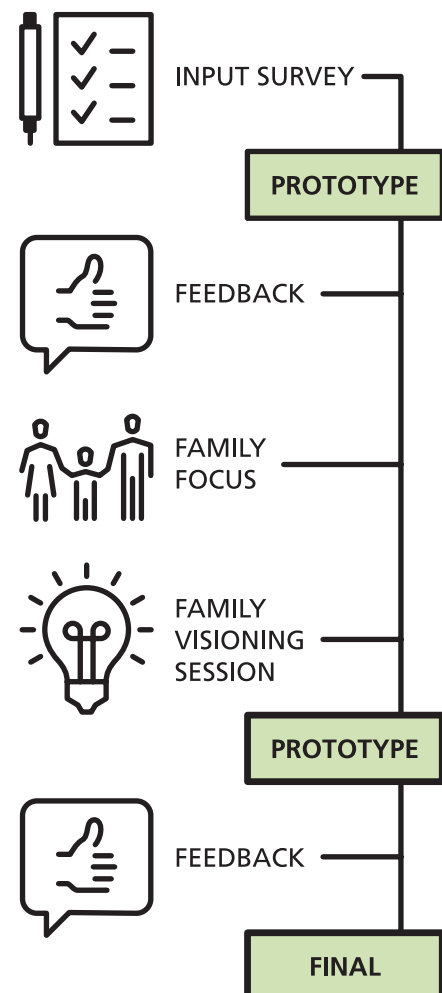 INPUT SURVEY
PROTOTYPE
FEEDBACK
FAMILY
FOCUS
FAMILY
VISIONING
SESSION
PROTOTYPE
FEEDBACK
FINAL